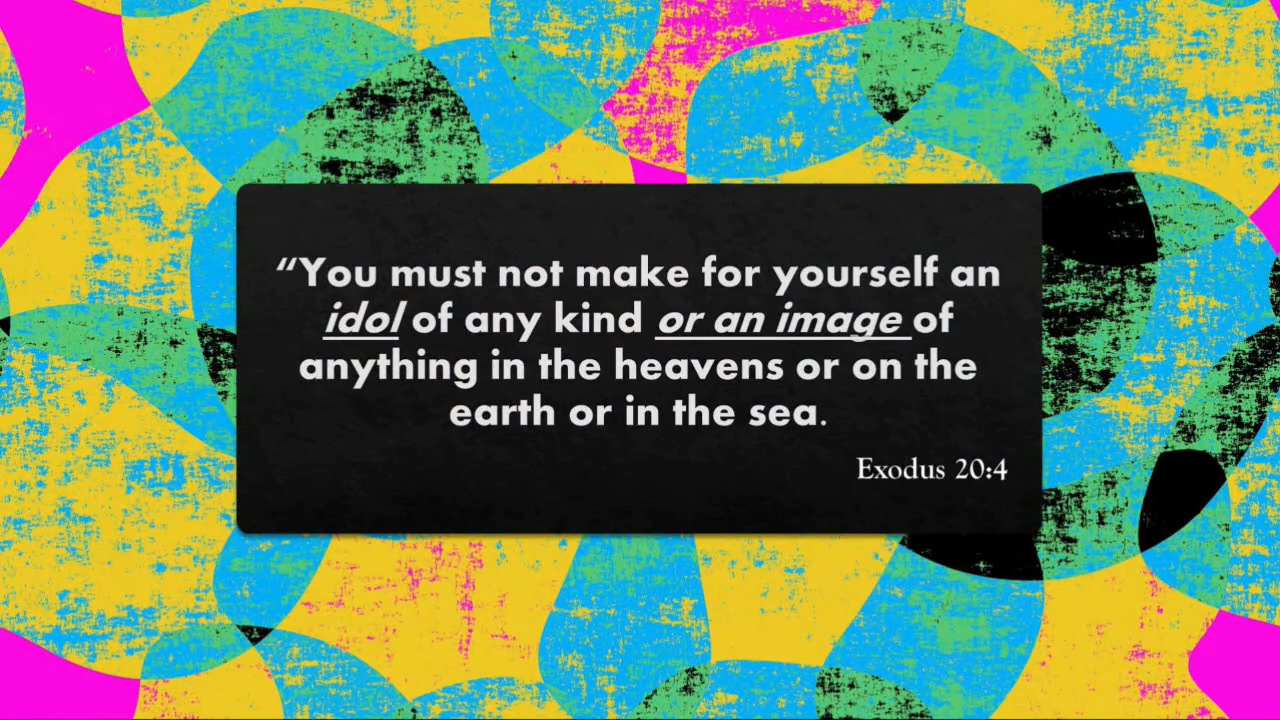 “You must not make for yourself an
idol of any kind or an image of
anything in the heavens or on the
earth or in the sea.
Exodus 20:4